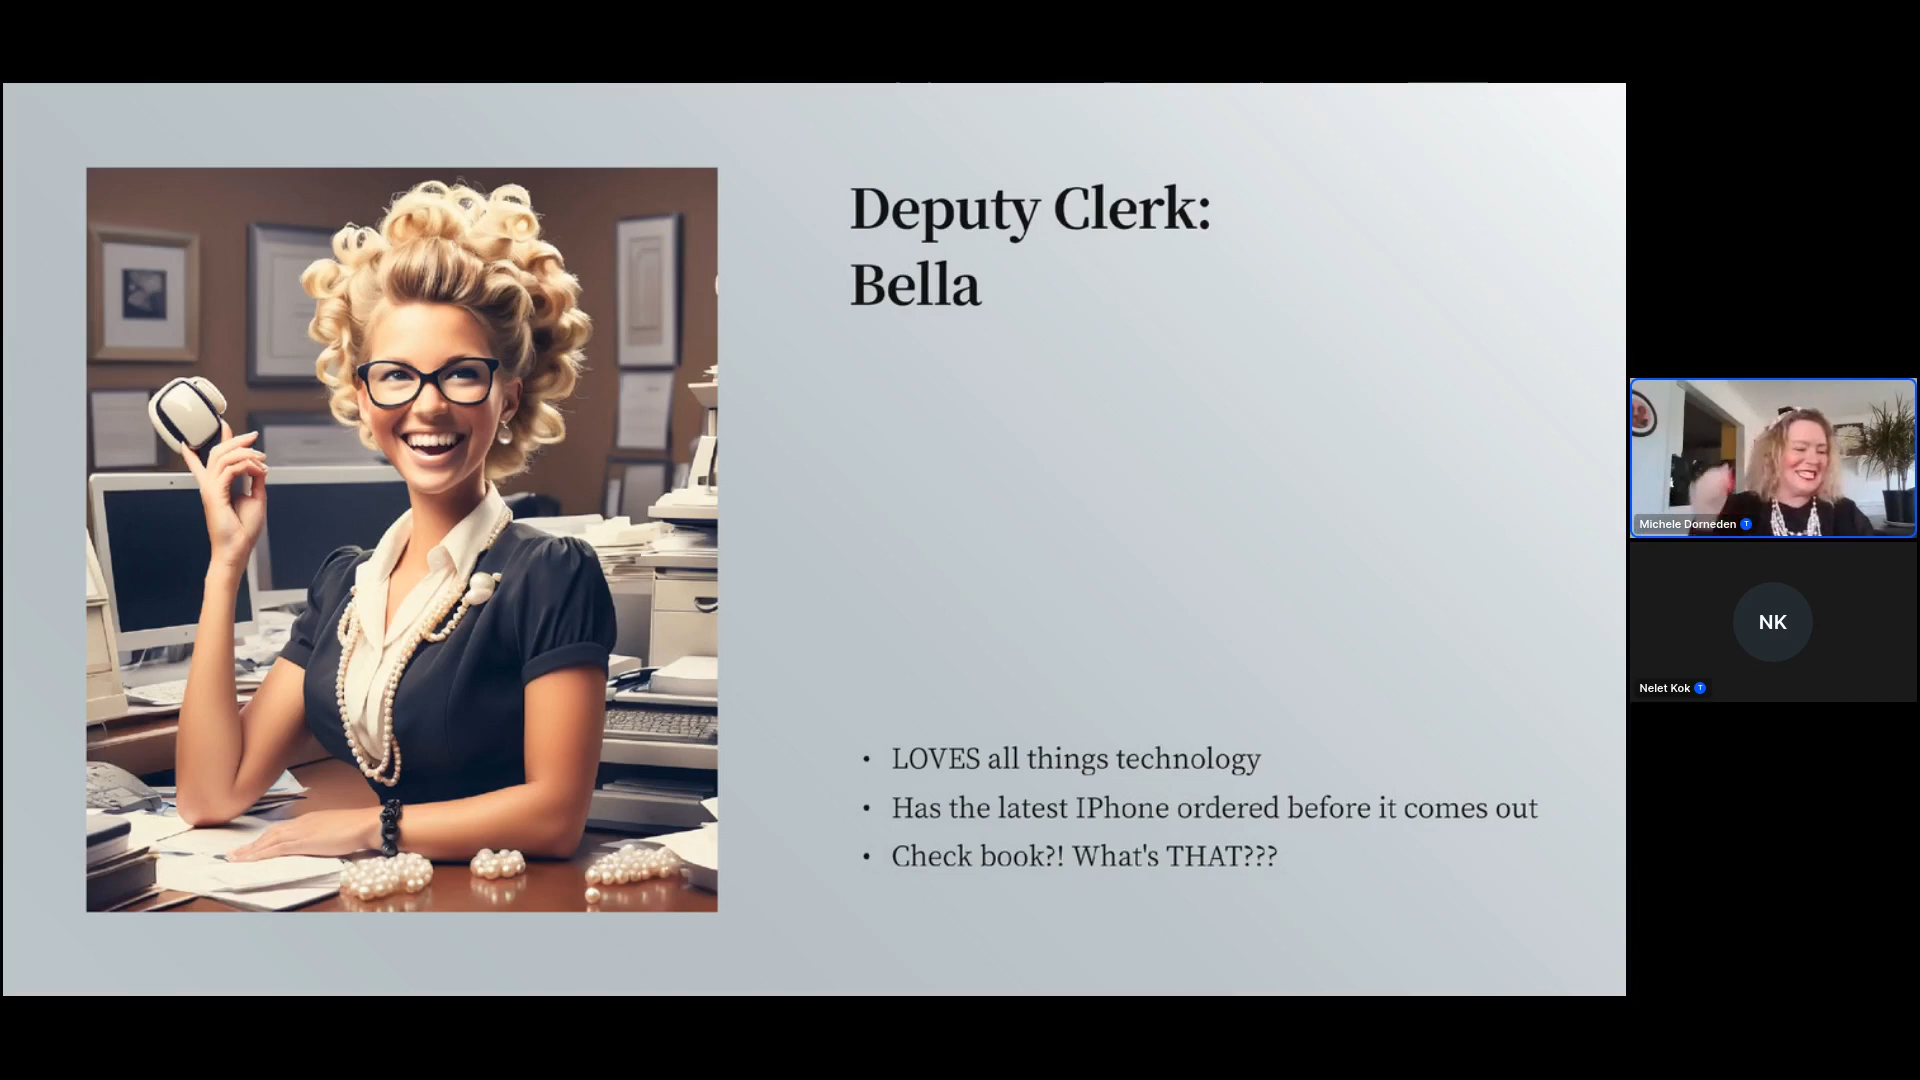 Deputy Clerk:
Bella
• LOVES all things technology
• Has the latest IPhone ordered before it comes out
• Check book?! What's THAT???
Michele Dorneden T
NK
Nelet Kok T